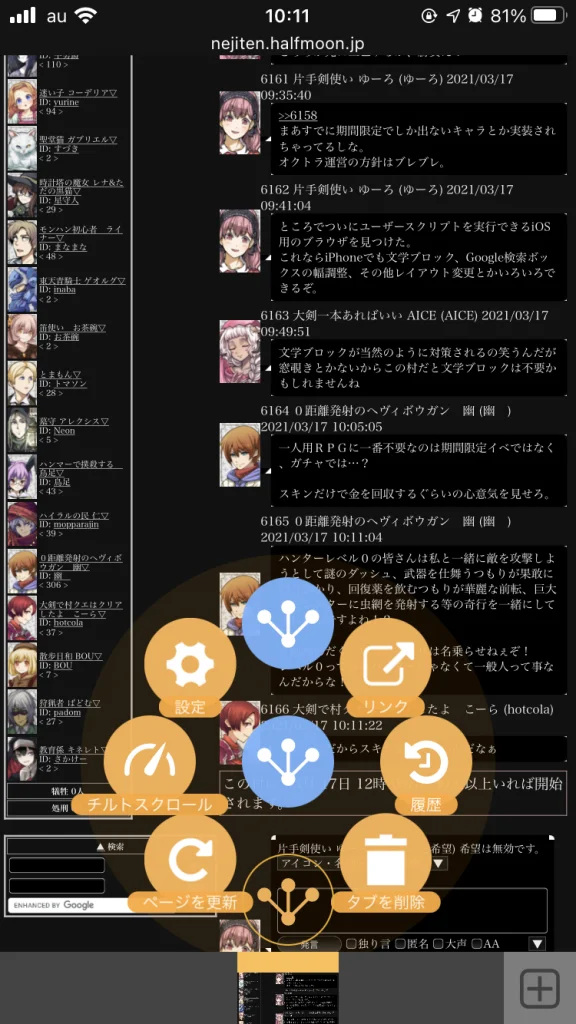 au
10:11
81%
nejiten.halfmoon.jp
< 110 >
迷い子 コーデリア▽
ID: yurine
< 94 >
聖堂猫 ガブリエル▽
ID: すづき
< 2 >
時計塔の魔女 レナ&た
だの黒猫▽
ID: 星守人
< 29 >
モンハン初心者 ライ
ナー▽
ID: まなまな
< 48 >
東天青騎士 ゲオルグ▽
ID: inaba
< 2 >
笛使い お茶碗▽
ID: お茶碗
< 2 >
とまもん▽
ID: トマソン
< 28 >
墓守 アレクシス▽
ID: Neon
< 5 >
ハンマーで撲殺する
鳥足▽
ID: 鳥足
< 43 >
ハイラルの民 仁▽
ID: mopparajin
< 39 >
０距離発射のヘヴィボ
ウガン 幽▽
ID: 幽
< 306 >
大剣で村クエはクリア
したよ こーら▽
ID: hotcola
< 37 >
散歩日和 BOU▽
ID: BOU
< 7 >
狩猟者 ぱどむ▽
ID: padom
< 27 >
教育係 キネレト▽
ID: さかけー
< 2 >
犠牲 0人
処刑
▲ 検索
ENHANCED BY Google
6161 片手剣使い ゆーろ (ゆーろ) 2021/03/17
09:35:40
>>6158
まあすでに期間限定でしか出ないキャラとか実装され
ちゃってるしな。
オクトラ運営の方針はブレブレ。
6162 片手剣使い ゆーろ (ゆーろ) 2021/03/17
09:41:04
ところでついにユーザースクリプトを実行できるiOS
用のブラウザを見つけた。
これならiPhoneでも文学ブロック、Google検索ボッ
クスの幅調整、その他レイアウト変更とかいろいろで
きるぞ。
6163 大剣一本あればいい AICE (AICE) 2021/03/17
09:49:51
文学ブロックが当然のように対策されるの笑うんだが
窓覗きとかないからこの村だと文学ブロックは不要か
もしれませんね
6164 ０距離発射のヘヴィボウガン 幽 (幽 )
2021/03/17 10:05:05
一人用ＲＰＧに一番不要なのは期間限定イベではなく
、ガチャでは…？
スキンだけで金を回収するぐらいの心意気を見せろ。
6165 ０距離発射のヘヴィボウガン 幽 (幽 )
2021/03/17 10:11:04
ハンターレベル０の皆さんは私と一緒に敵を攻撃しよ
うとして謎のダッシュ、武器を仕舞うつもりが果敢に
かり、回復薬を飲むつもりが華麗な前転、巨大
ターに虫網を発射する等の奇行を一緒にして
すよね！？
は名乗らせねぇぞ！
ル０って
ゃなくて一般人って事な
んだからな！
6166 大剣で村
たよ こーら (hotcola)
17 10:11:22
だからスキ
だなぁ
この
7日 12時
以上いれば開始
されます。
片手剣使い ゆーろ
希望) 希望は無効です。
アイコン・名
▼
発言
独り言
匿名
大声
AA
▼
設定
リンク
チルトスクロール
履歴
ページを更新
タブを削除